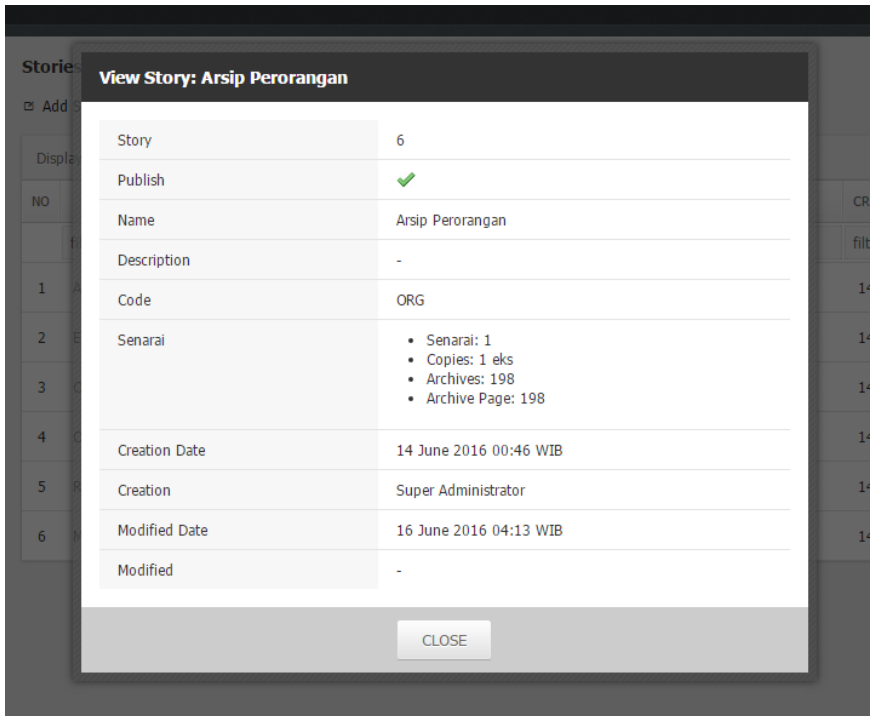 Stories
View Story: Arsip Perorangan
Add
Story 6
Publish
Name Arsip Perorangan
Description -
Code ORG
Senarai
• Senarai: 1
• Copies: 1 eks
• Archives: 198
• Archive Page: 198
Creation Date 14 June 2016 00:46 WIB
Creation Super Administrator
Modified Date 16 June 2016 04:13 WIB
Modified -
CLOSE
NO
1
2
3
4
5
6